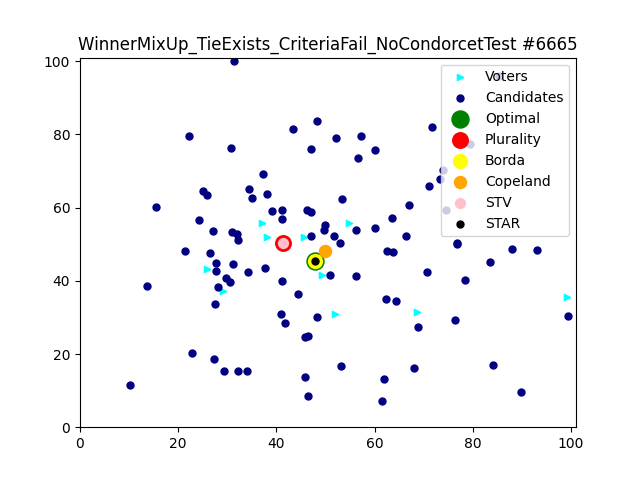 WinnerMixUp_TieExists_CriteriaFail_NoCondorcetTest #6665
100
80
60
40
20
0
0 20 40 60 80 100
Voters
Candidates
Optimal
Plurality
Borda
Copeland
STV
STAR